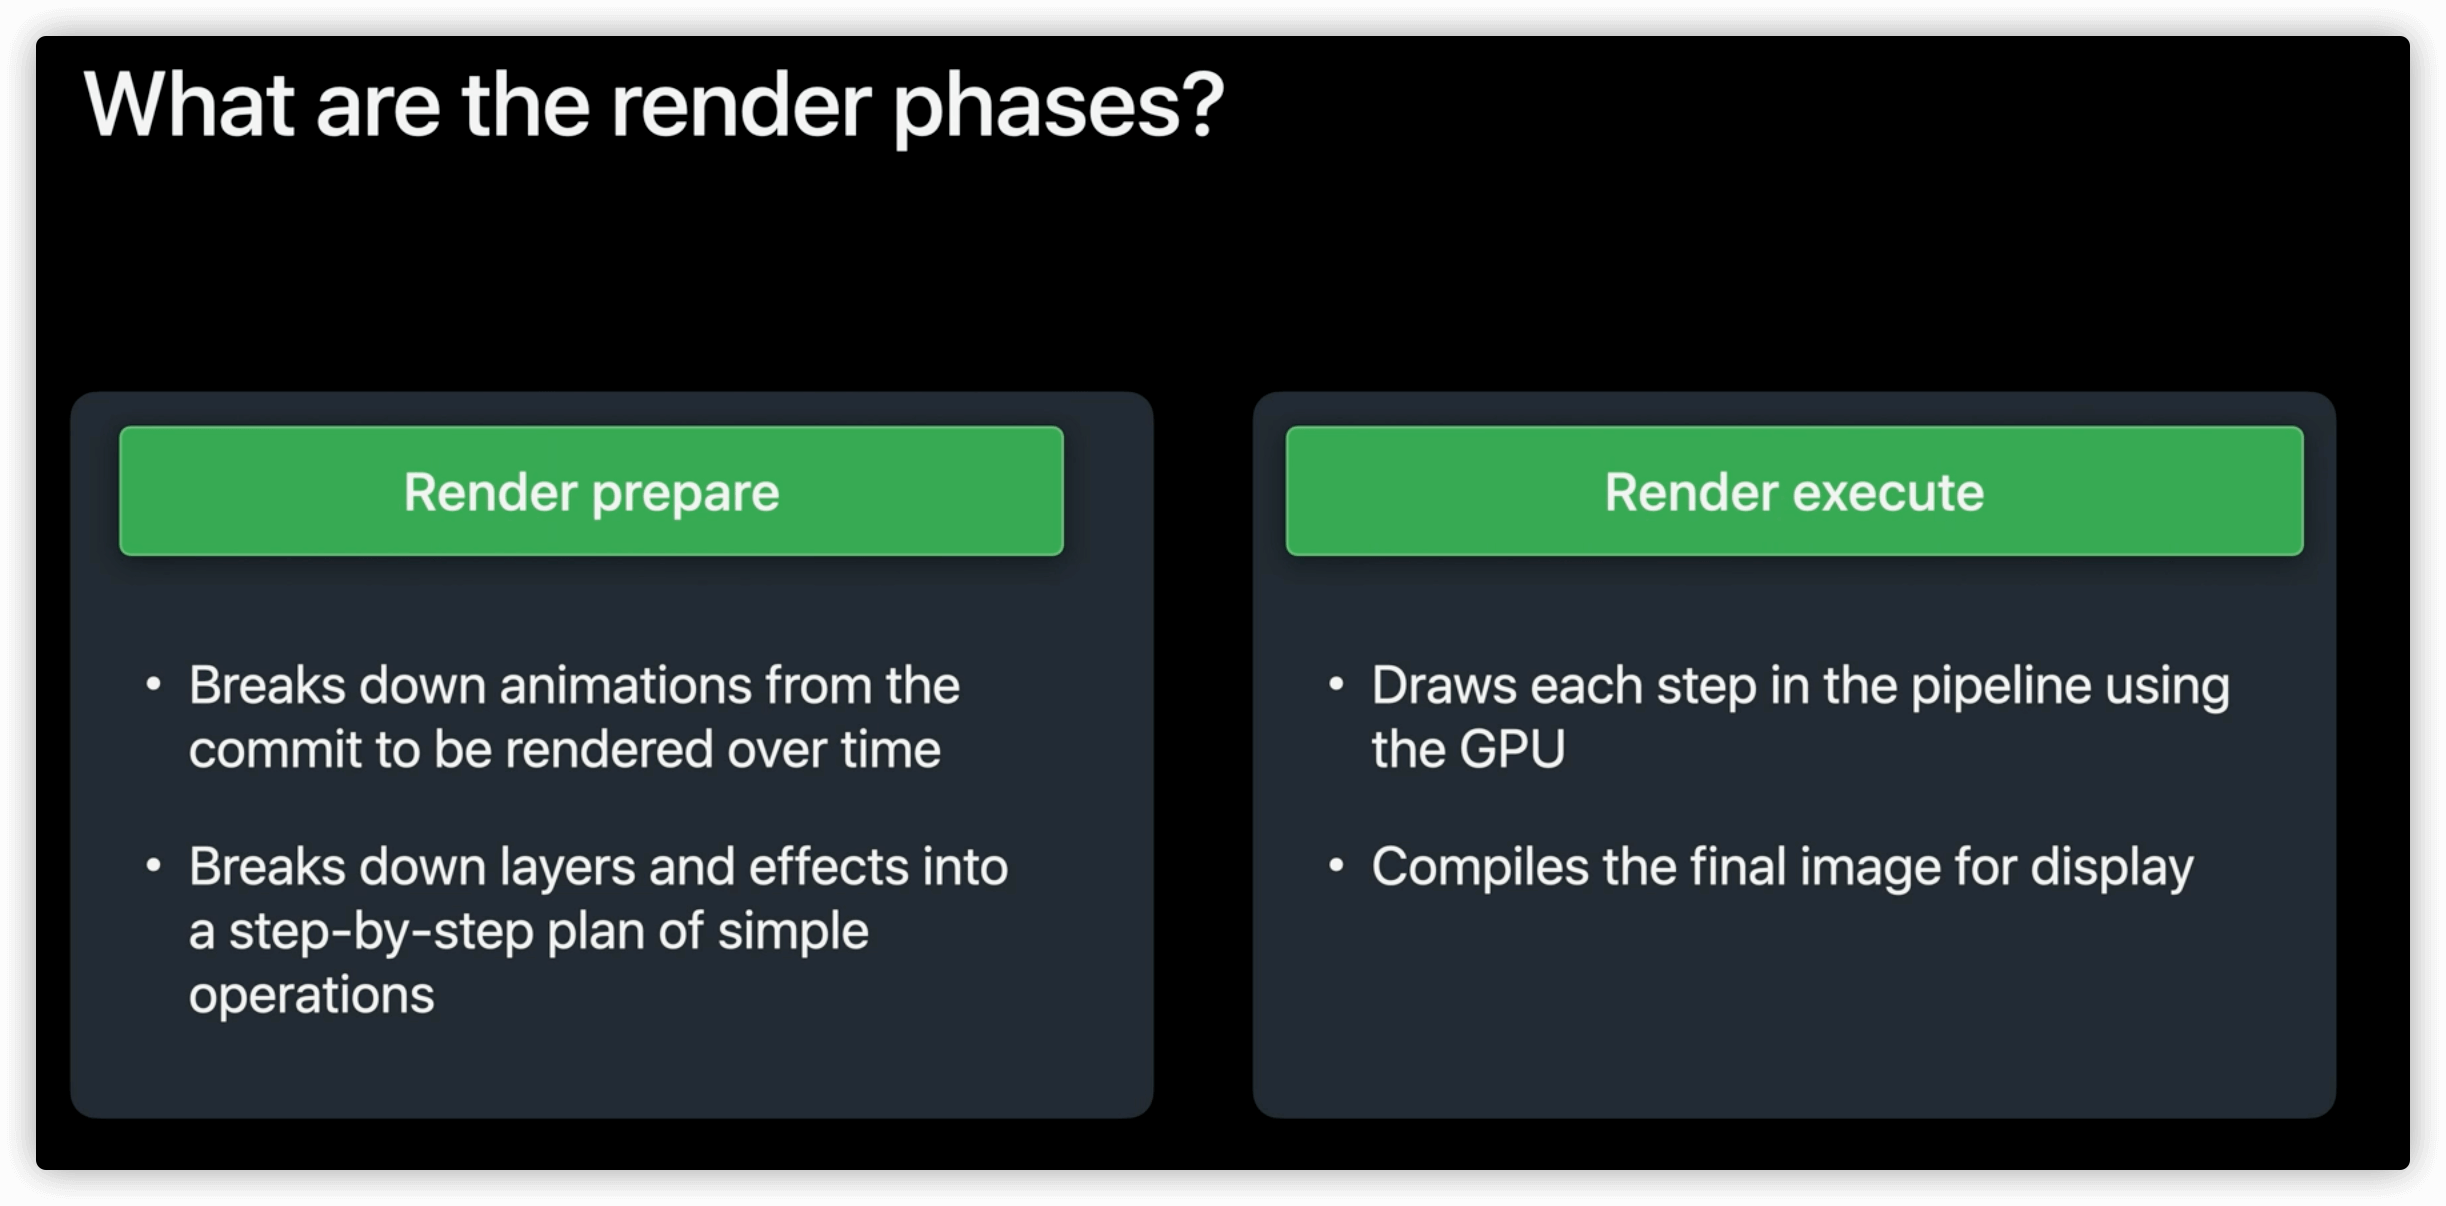 What are the render phases?
Render prepare
• Breaks down animations from the
commit to be rendered over time
• Breaks down layers and effects into
a step-by-step plan of simple
operations
Render execute
• Draws each step in the pipeline using
the GPU
• Compiles the final image for display